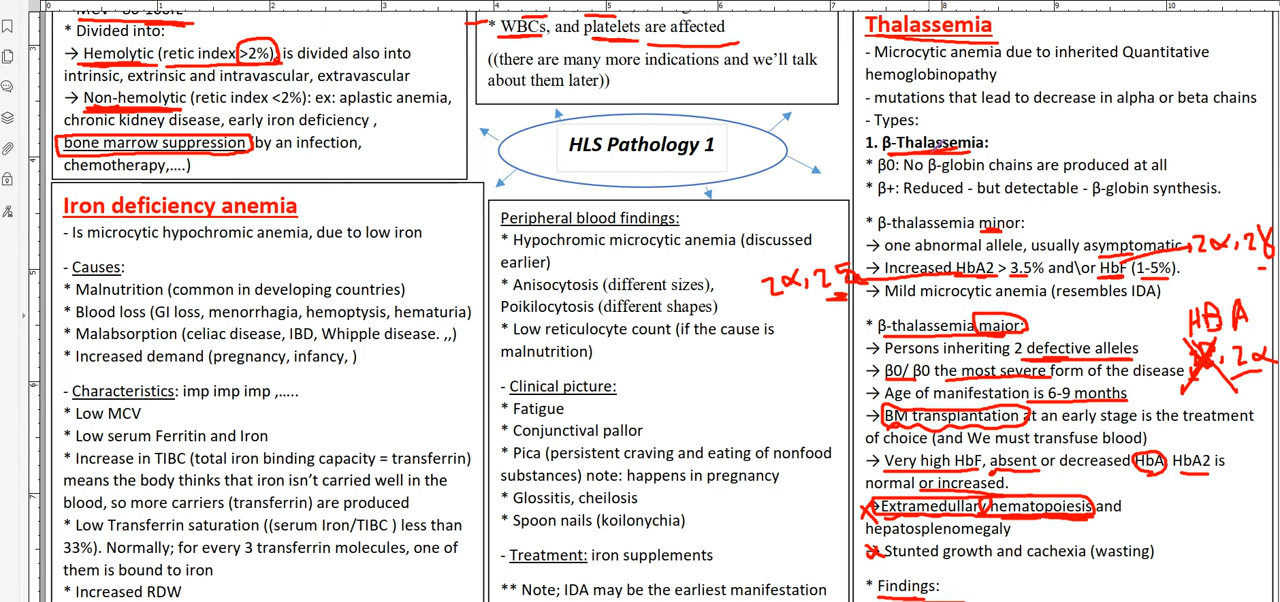 * Divided into:
→ Hemolytic (retic index >2%), is divided also into
intrinsic, extrinsic and intravascular, extravascular
→ Non-hemolytic (retic index <2%): ex: aplastic anemia,
chronic kidney disease, early iron deficiency ,
bone marrow suppression by an infection,
chemotherapy,....)
Iron deficiency anemia
- Is microcytic hypochromic anemia, due to low iron
- Causes:
* Malnutrition (common in developing countries)
* Blood loss (GI loss, menorrhagia, hemoptysis, hematuria)
* Malabsorption (celiac disease, IBD, Whipple disease. ,,)
* Increased demand (pregnancy, infancy, )
- Characteristics: imp imp imp ,.....
* Low MCV
* Low serum Ferritin and Iron
* Increase in TIBC (total iron binding capacity = transferrin)
means the body thinks that iron isn't carried well in the
blood, so more carriers (transferrin) are produced
* Low Transferrin saturation ((serum Iron/TIBC ) less than
33%). Normally; for every 3 transferrin molecules, one of
them is bound to iron
* Increased RDW
* WBCs, and platelets are affected
((there are many more indications and we'll talk
about them later))
HLS Pathology 1
Peripheral blood findings:
* Hypochromic microcytic anemia (discussed
earlier)
* Anisocytosis (different sizes),
Poikilocytosis (different shapes)
* Low reticulocyte count (if the cause is
malnutrition)
- Clinical picture:
* Fatigue
* Conjunctival pallor
* Pica (persistent craving and eating of nonfood
substances) note: happens in pregnancy
* Glossitis, cheilosis
* Spoon nails (koilonychia)
- Treatment: iron supplements
** Note; IDA may be the earliest manifestation
Thalassemia
- Microcytic anemia due to inherited Quantitative
hemoglobinopathy
- mutations that lead to decrease in alpha or beta chains
- Types:
1. β-Thalassemia:
* β0: No β-globin chains are produced at all
* β+: Reduced - but detectable - β-globin synthesis.
* β-thalassemia minor:
→ one abnormal allele, usually asymptomatic
2α, 2γ
→ Increased HbA2 > 3.5% and\or HbF (1-5%).
→ Mild microcytic anemia (resembles IDA)
* β-thalassemia major:
HBA
→ Persons inheriting 2 defective alleles
, 2α
→ β0/ β0 the most severe form of the disease
→ Age of manifestation is 6-9 months
→ BM transplantation at an early stage is the treatment
of choice (and We must transfuse blood)
→ Very high HbF, absent or decreased HbA HbA2 is
normal or increased.
→Extramedullary hematopoiesis and
hepatosplenomegaly
→ Stunted growth and cachexia (wasting)
* Findings:
4
5
6
7
8
9
10
3
4
5
6
7